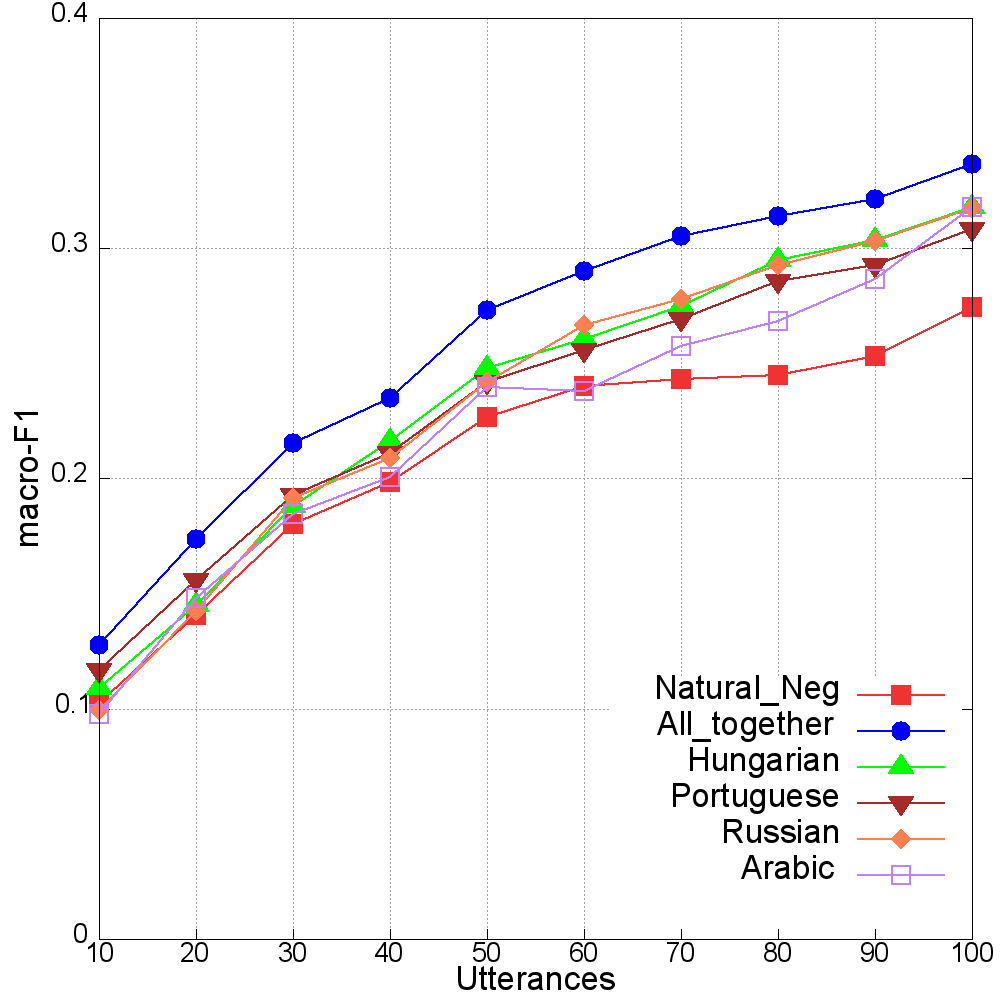 0.4
0.3
0.2
0.1
0
macro-F1
10 20 30 40 50 60 70 80 90 100
Utterances
Natural_Neg
All_together
Hungarian
Portuguese
Russian
Arabic